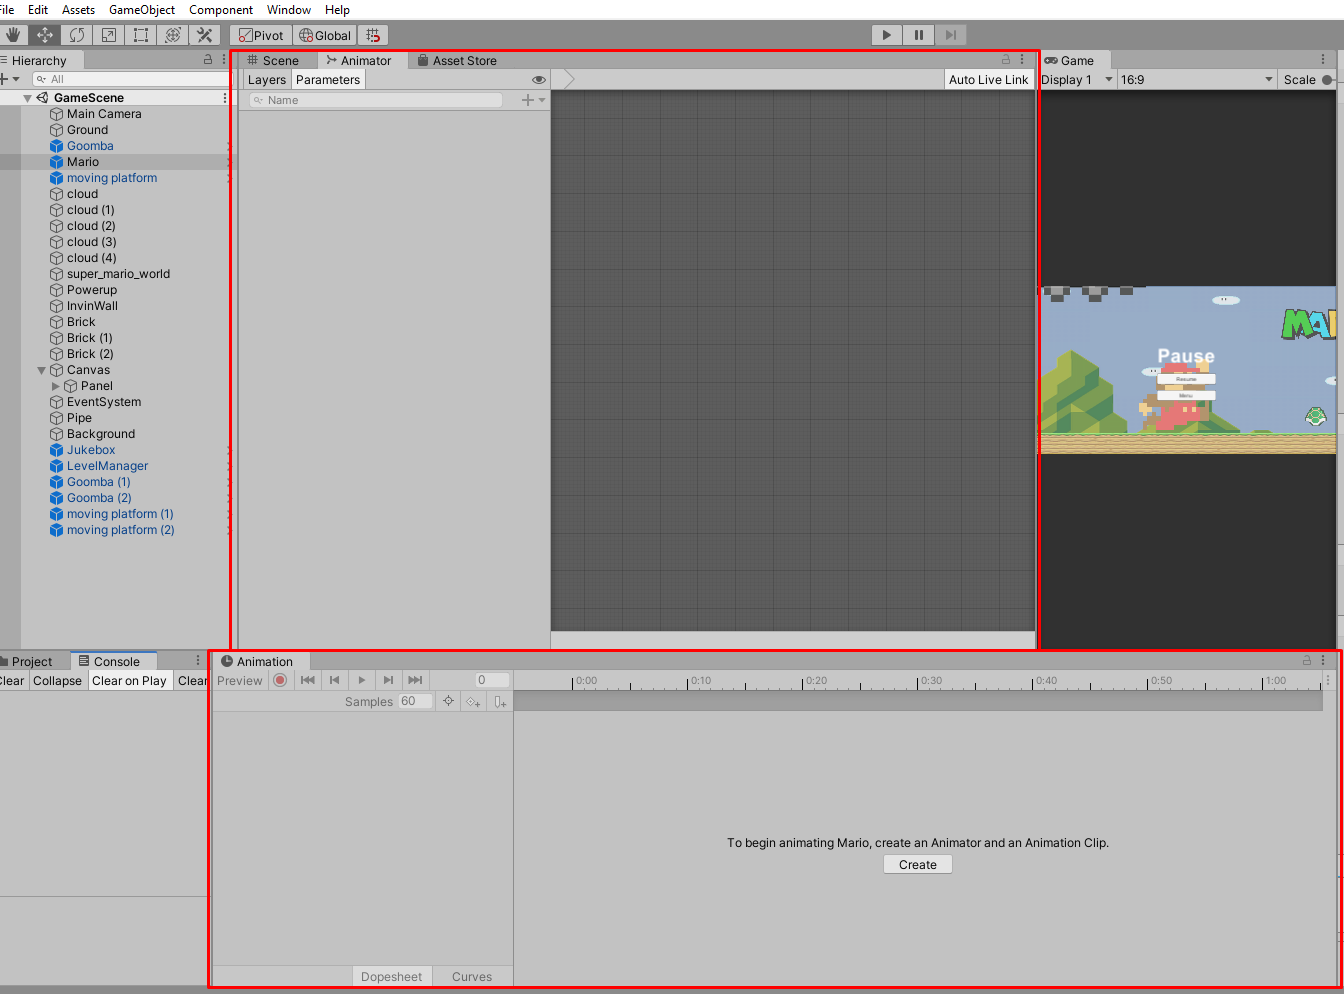 File Edit Assets GameObject Component Window Help
Pivot Global
Hierarchy
All
GameScene
Main Camera
Ground
Goomba
Mario
moving platform
cloud
cloud (1)
cloud (2)
cloud (3)
cloud (4)
super_mario_world
Powerup
InvinWall
Brick
Brick (1)
Brick (2)
Canvas
Panel
EventSystem
Pipe
Background
Jukebox
LevelManager
Goomba (1)
Goomba (2)
moving platform (1)
moving platform (2)
Scene Animator Asset Store
Layers Parameters Auto Live Link
Name
Game
Display 1 16:9 Scale
MA
Pause
Resume
Menu
Project Console
Clear Collapse Clear on Play Clear
Animation
Preview 0 0:00 0:10 0:20 0:30 0:40 0:50 1:00
Samples 60
To begin animating Mario, create an Animator and an Animation Clip.
Create
Dopesheet Curves